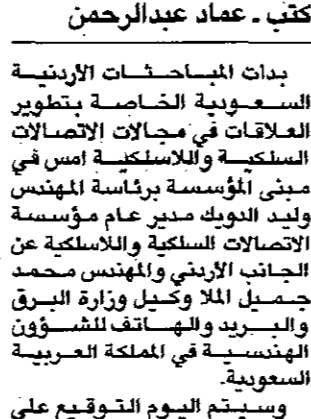 كتب ـ عماد عبدالرحمن
بدات المباحثات الأردنية
السعودية الخاصة بتطوير
العلاقات في مجالات الاتصالات
السلكية واللاسلكية امس في
مبنى المؤسسة برئاسة المهندس
وليد الدويك مدير عام مؤسسة
الاتصالات السلكية واللاسلكية عن
الجانب الأردني والمهندس محمد
جميل الملا وكيل وزارة البرق
والبريد والهاتف للشؤون
الهندسية في المملكة العربية
السعودية.
وسيتم اليوم التوقيع على